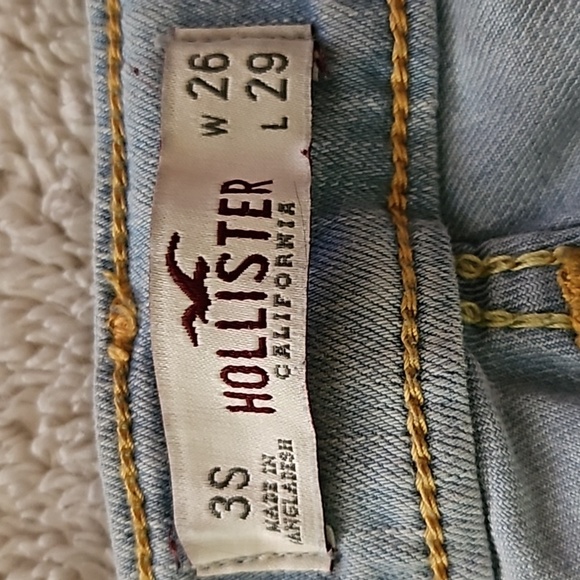 3S
MADE IN
BANGLADESH
HOLLISTER
CALIFORNIA
W 26
L 29